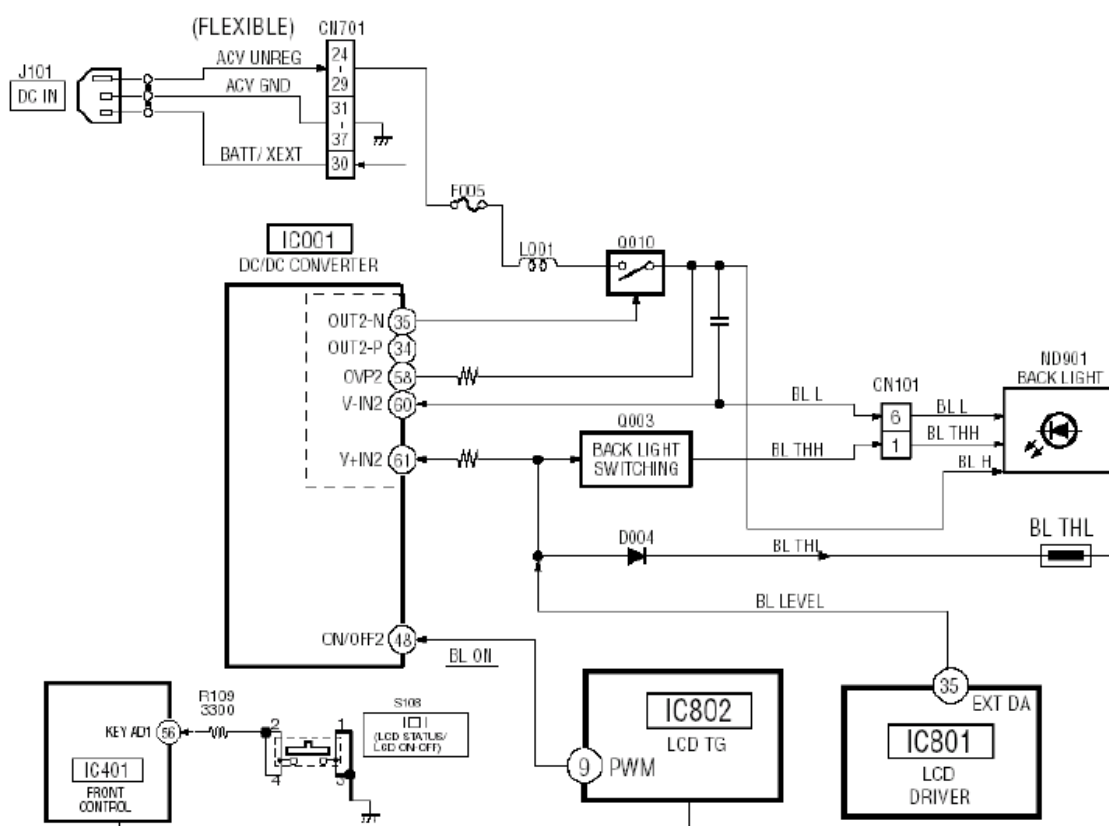 (FLEXIBLE)
CN701
J101
DC IN
ACV UNREG
ACV GND
BATT/ XEXT
24
-
29
31
-
37
30
F005
L001
Q010
IC001
DC/DC CONVERTER
OUT2-N 35
OUT2-P 34
OVP2 58
V-IN2 60
V+IN2 61
ON/OFF2 48
Q003
BACK LIGHT
SWITCHING
BL L
BL THH
CN101
6
1
BL L
BL THH
BL H
ND901
BACK LIGHT
D004
BL THL
BL THL
BL LEVEL
BL ON
KEY AD1 56
IC401
FRONT
CONTROL
R109
3300
2
4
1
3
S108
(LCD STATUS/
LCD ON-OFF)
IC802
LCD TG
9 PWM
35
EXT DA
IC801
LCD
DRIVER